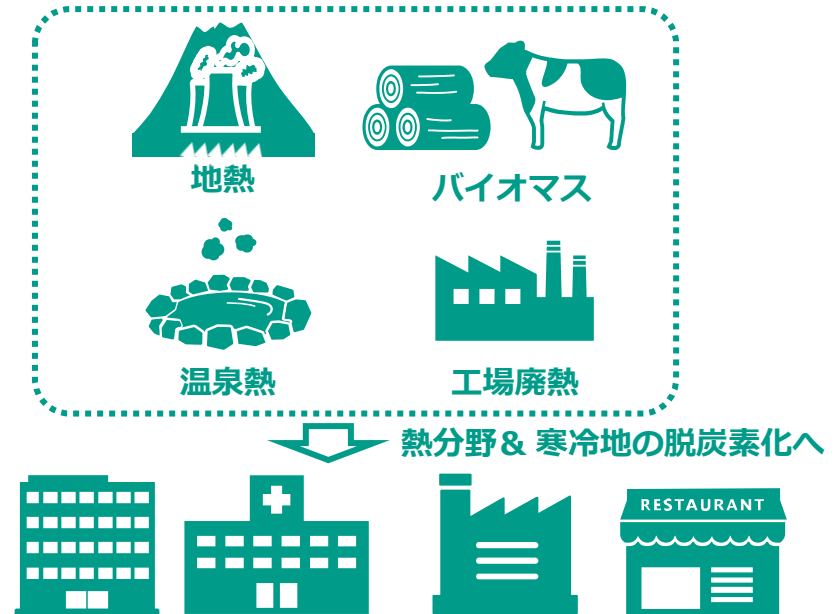 地熱
バイオマス
温泉熱
工場廃熱
熱分野& 寒冷地の脱炭素化へ
RESTAURANT